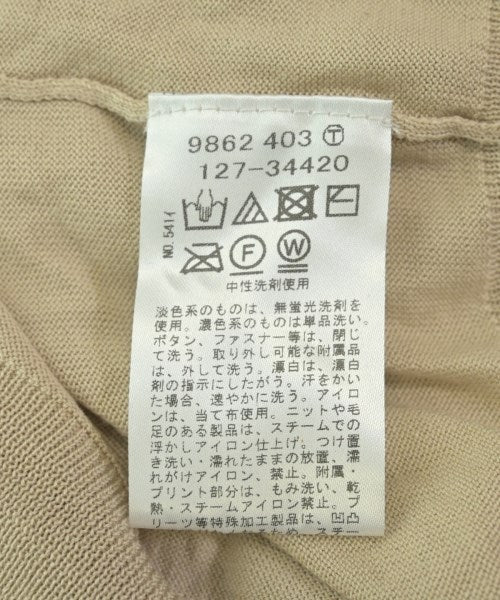 9862 403 Ⓣ
127-34420
NO.5414
F
W
中性洗剤使用
淡色系のものは、無蛍光洗剤を
使用。濃色系のものは単品洗い。
ボタン、ファスナー等は、閉じ
て洗う。取り外し可能な附属品
は、外して洗う。漂白は、漂白
剤の指示にしたがう。汗をかい
た場合、速やかに洗う。アイロ
ンは、当て布使用。ニットや毛
足のある製品は、スチームでの
浮かしアイロン仕上げ。つけ置
き洗い・濡れたままの放置、濡
れがけアイロン、禁止。附属・
プリント部分は、もみ洗い、乾
熱・スチームアイロン禁止。プ
リーツ等特殊加工製品は、凹凸